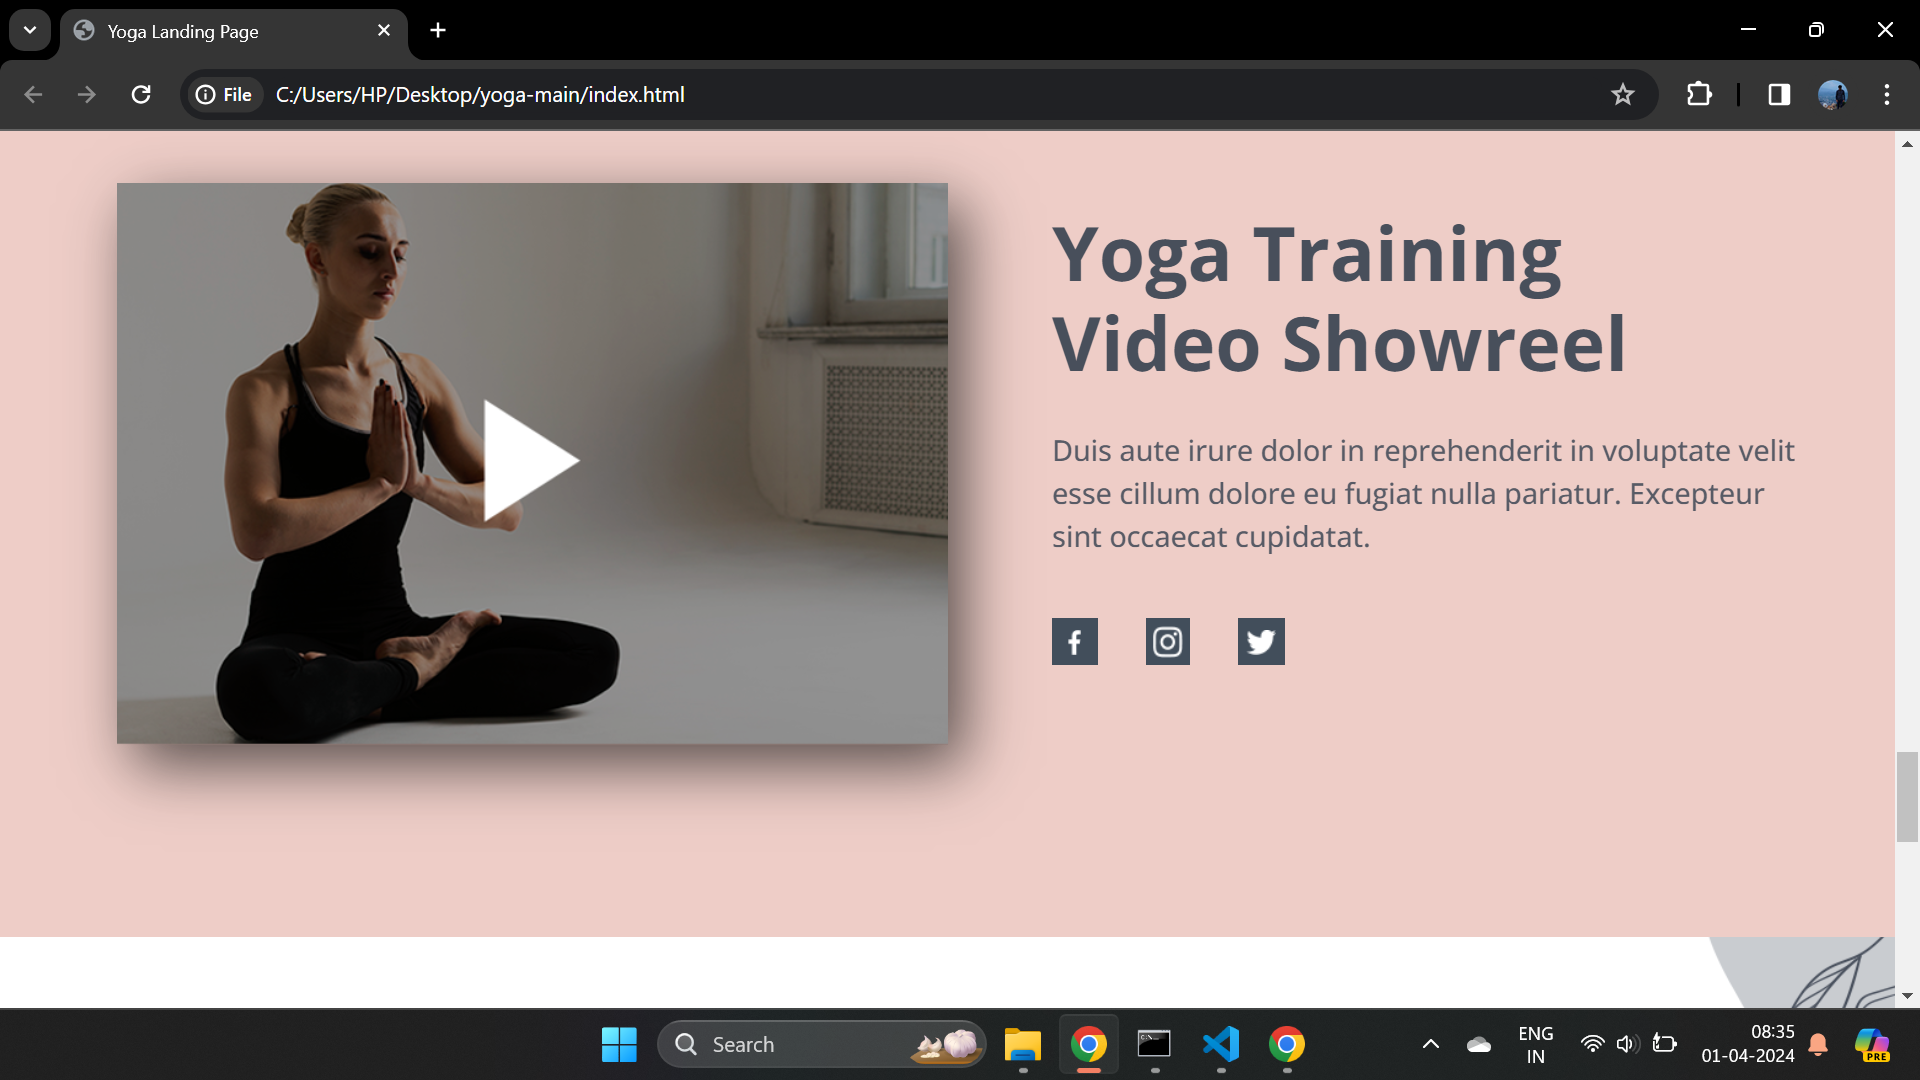 Yoga Landing Page
File
C:/Users/HP/Desktop/yoga-main/index.html
Yoga Training
Video Showreel
Duis aute irure dolor in reprehenderit in voluptate velit
esse cillum dolore eu fugiat nulla pariatur. Excepteur
sint occaecat cupidatat.
Search
ENG
IN
08:35
01-04-2024
PRE